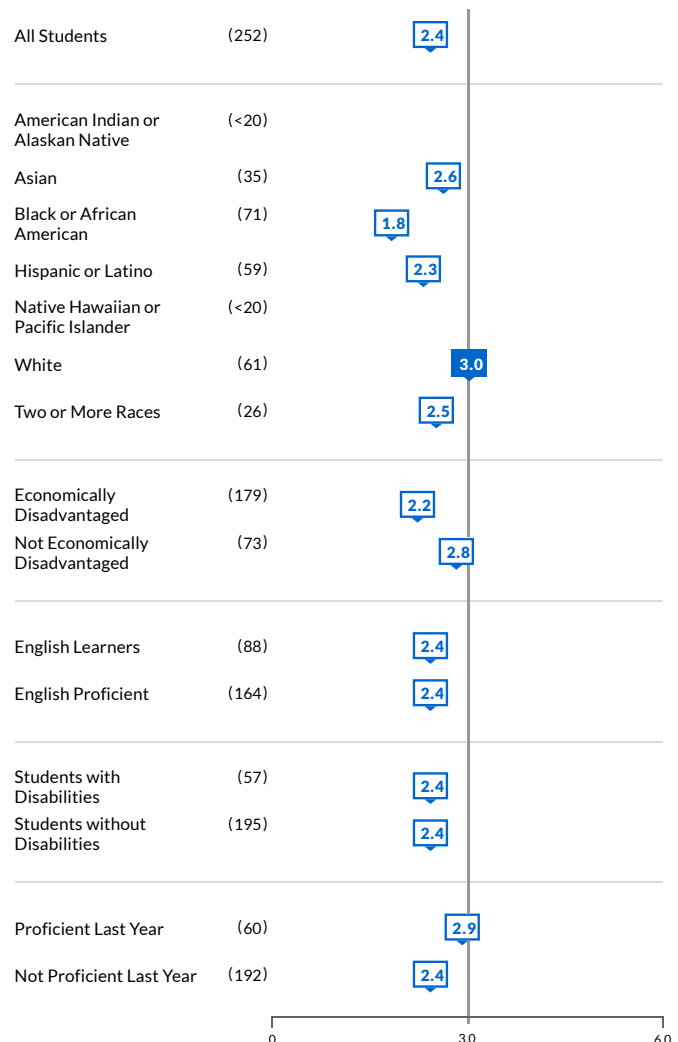 All Students (252) 2.4
American Indian or (<20)
Alaskan Native
Asian (35) 2.6
Black or African (71) 1.8
American
Hispanic or Latino (59) 2.3
Native Hawaiian or (<20)
Pacific Islander
White (61) 3.0
Two or More Races (26) 2.5
Economically (179) 2.2
Disadvantaged
Not Economically (73) 2.8
Disadvantaged
English Learners (88) 2.4
English Proficient (164) 2.4
Students with (57) 2.4
Disabilities
Students without (195) 2.4
Disabilities
Proficient Last Year (60) 2.9
Not Proficient Last Year (192) 2.4
0 3.0 6.0